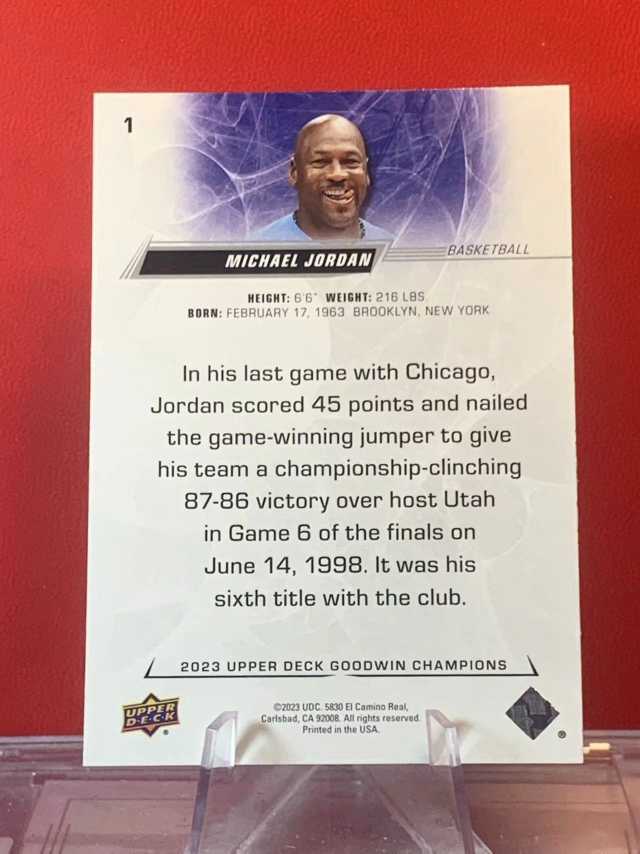 1
MICHAEL JORDAN
BASKETBALL
HEIGHT: 6'6" WEIGHT: 216 LBS.
BORN: FEBRUARY 17, 1963 BROOKLYN, NEW YORK
In his last game with Chicago,
Jordan scored 45 points and nailed
the game-winning jumper to give
his team a championship-clinching
87-86 victory over host Utah
in Game 6 of the finals on
June 14, 1998. It was his
sixth title with the club.
2023 UPPER DECK GOODWIN CHAMPIONS
UPPER
D·E·C·K
®
©2023 UDC. 5830 El Camino Real,
Carlsbad, CA 92008. All rights reserved.
Printed in the USA.
®